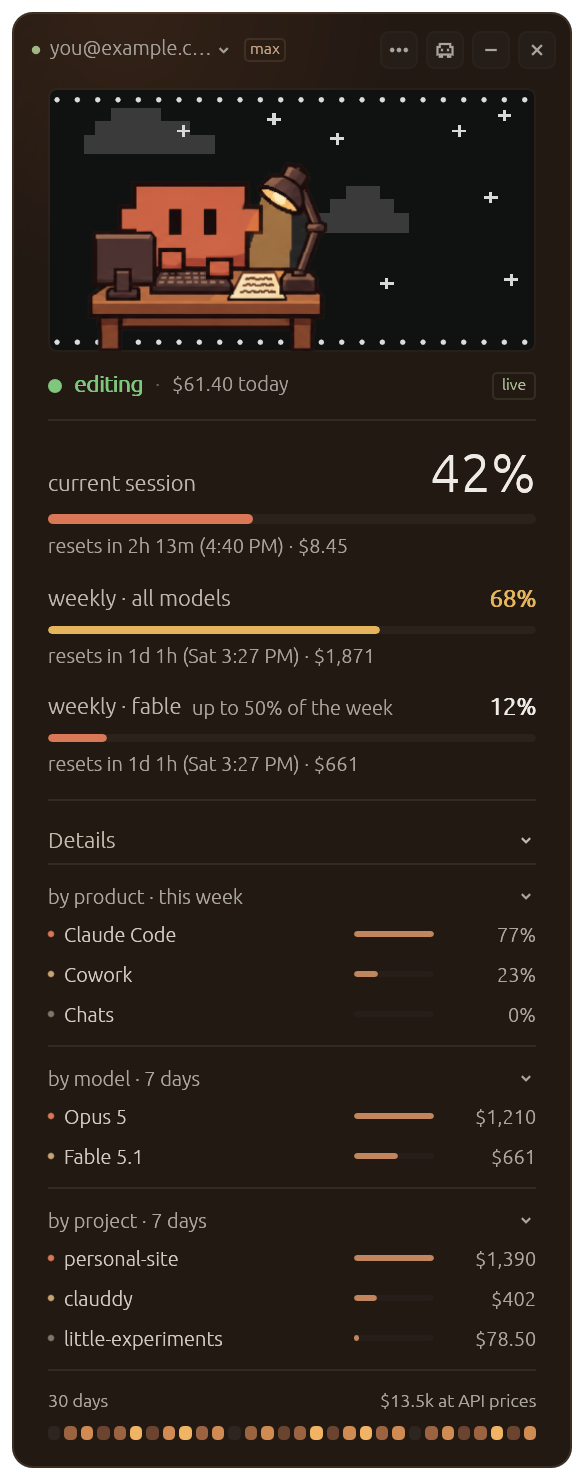 you@example.c... max
editing · $61.40 today live
current session 42%
resets in 2h 13m (4:40 PM) · $8.45
weekly · all models 68%
resets in 1d 1h (Sat 3:27 PM) · $1,871
weekly · fable up to 50% of the week 12%
resets in 1d 1h (Sat 3:27 PM) · $661
Details
by product · this week
Claude Code 77%
Cowork 23%
Chats 0%
by model · 7 days
Opus 5 $1,210
Fable 5.1 $661
by project · 7 days
personal-site $1,390
clauddy $402
little-experiments $78.50
30 days $13.5k at API prices